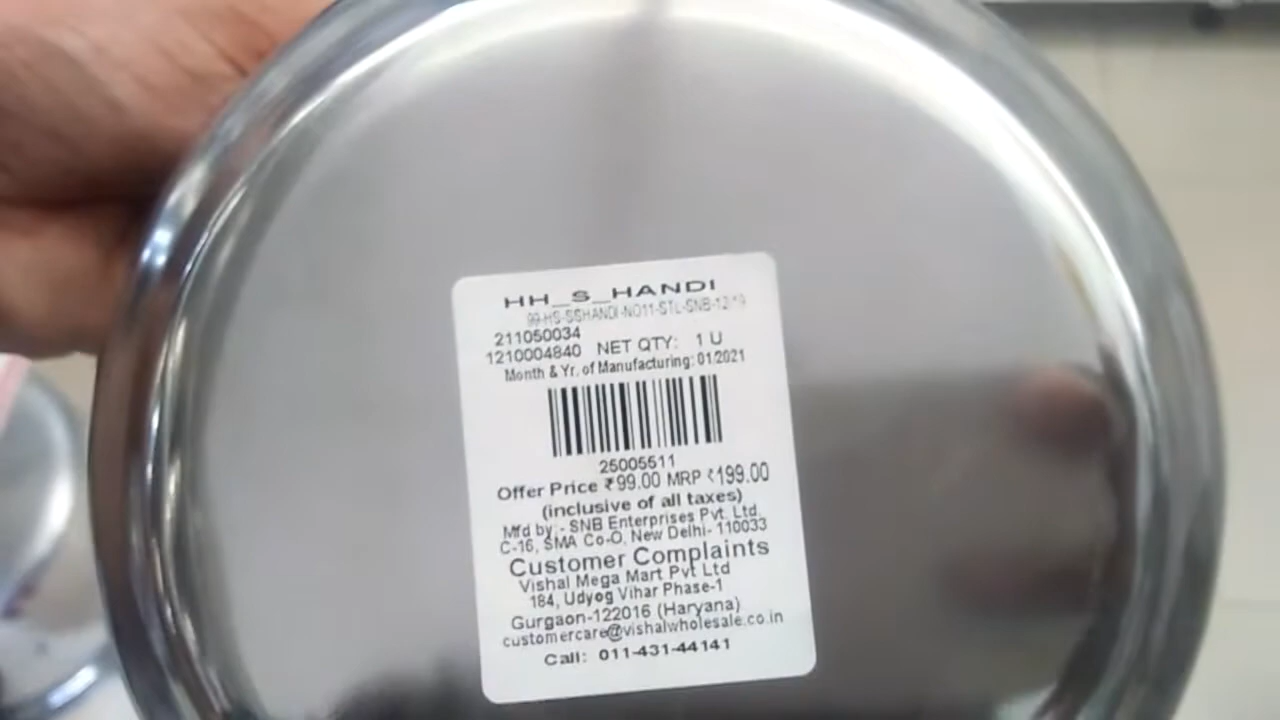 HH_S_HANDI
99-HS-SSHANDI-NO11-STL-SNB-12*19
211050034
1210004840 NET QTY: 1 U
Month & Yr. of Manufacturing: 01/2021
25005511
Offer Price ₹99.00 MRP ₹199.00
(inclusive of all taxes)
Mfd by:- SNB Enterprises Pvt. Ltd.
C-16, SMA Co-O, New Delhi- 110033
Customer Complaints
Vishal Mega Mart Pvt Ltd
184, Udyog Vihar Phase-1
Gurgaon-122016 (Haryana)
customercare@vishalwholesale.co.in
Call: 011-431-44141